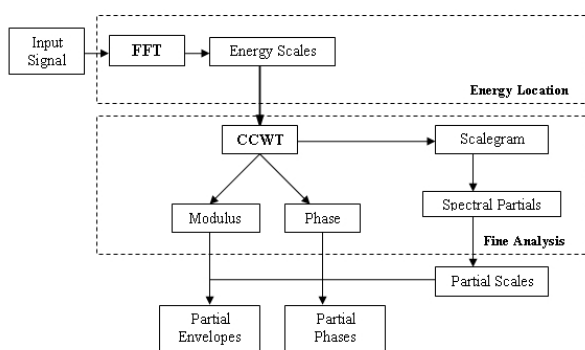 Input
Signal
FFT
Energy Scales
Energy Location
CCWT
Scalegram
Modulus
Phase
Spectral Partials
Fine Analysis
Partial Scales
Partial
Envelopes
Partial
Phases